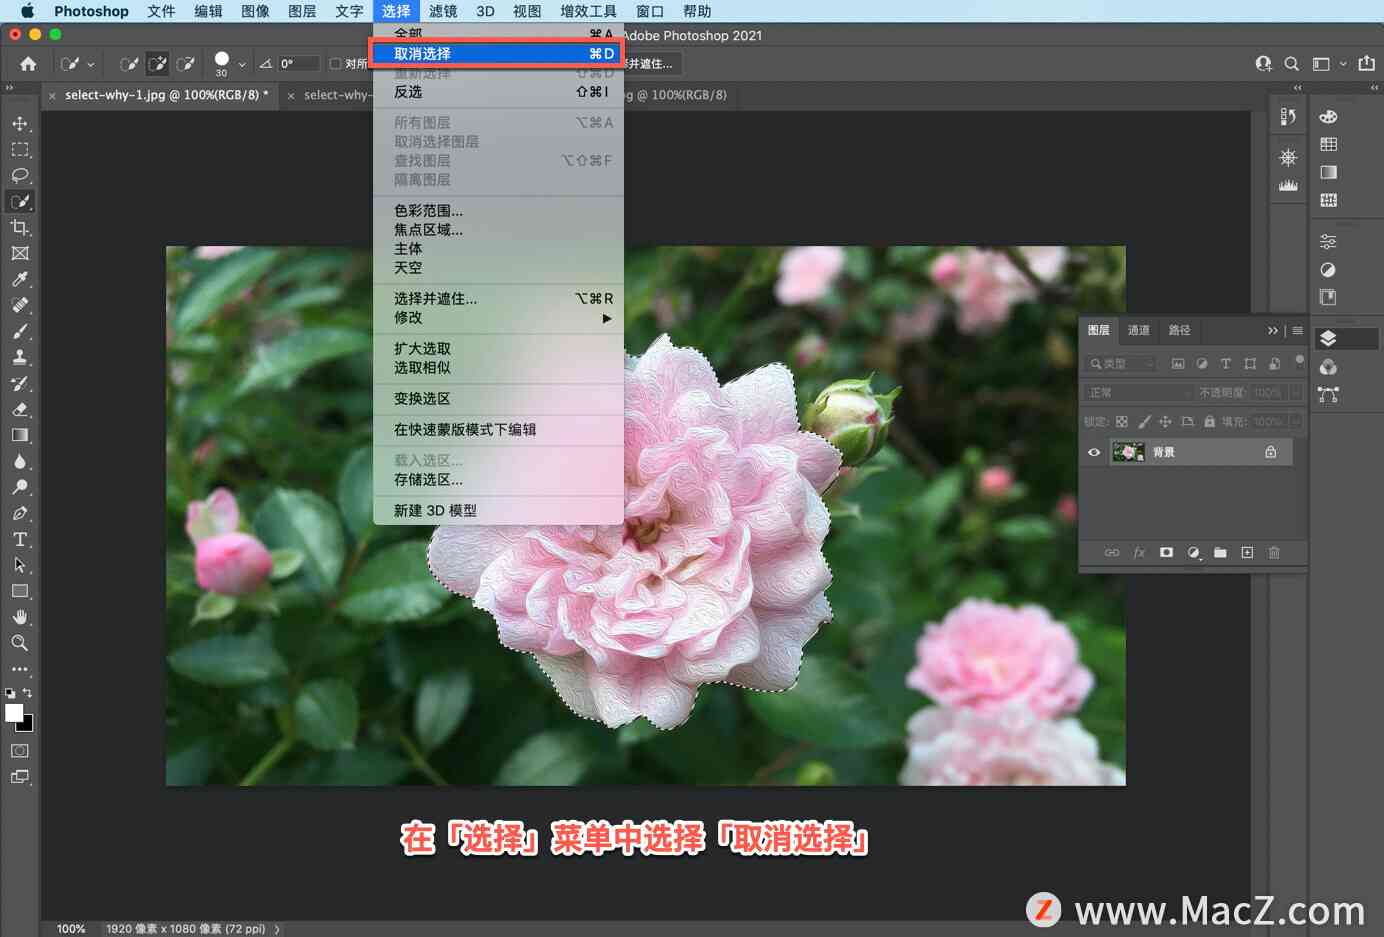 Photoshop 文件 编辑 图像 图层 文字 选择 滤镜 3D 视图 增效工具 窗口 帮助
Adobe Photoshop 2021
30 0° 对所 并遮住...
select-why-1.jpg @ 100%(RGB/8) * select-why- @ 100%(RGB/8)
全部 ⌘A
取消选择 ⌘D
重新选择 ⇧⌘D
反选 ⇧⌘I
所有图层 ⌥⌘A
取消选择图层
查找图层 ⌥⇧⌘F
隔离图层
色彩范围...
焦点区域...
主体
天空
选择并遮住... ⌥⌘R
修改
扩大选取
选取相似
变换选区
在快速蒙版模式下编辑
载入选区...
存储选区...
新建 3D 模型
图层 通道 路径
类型
正常 不透明度: 100%
锁定: 填充: 100%
背景
fx
在「选择」菜单中选择「取消选择」
Z www.MacZ.com
100% 1920 像素 x 1080 像素 (72 ppi)